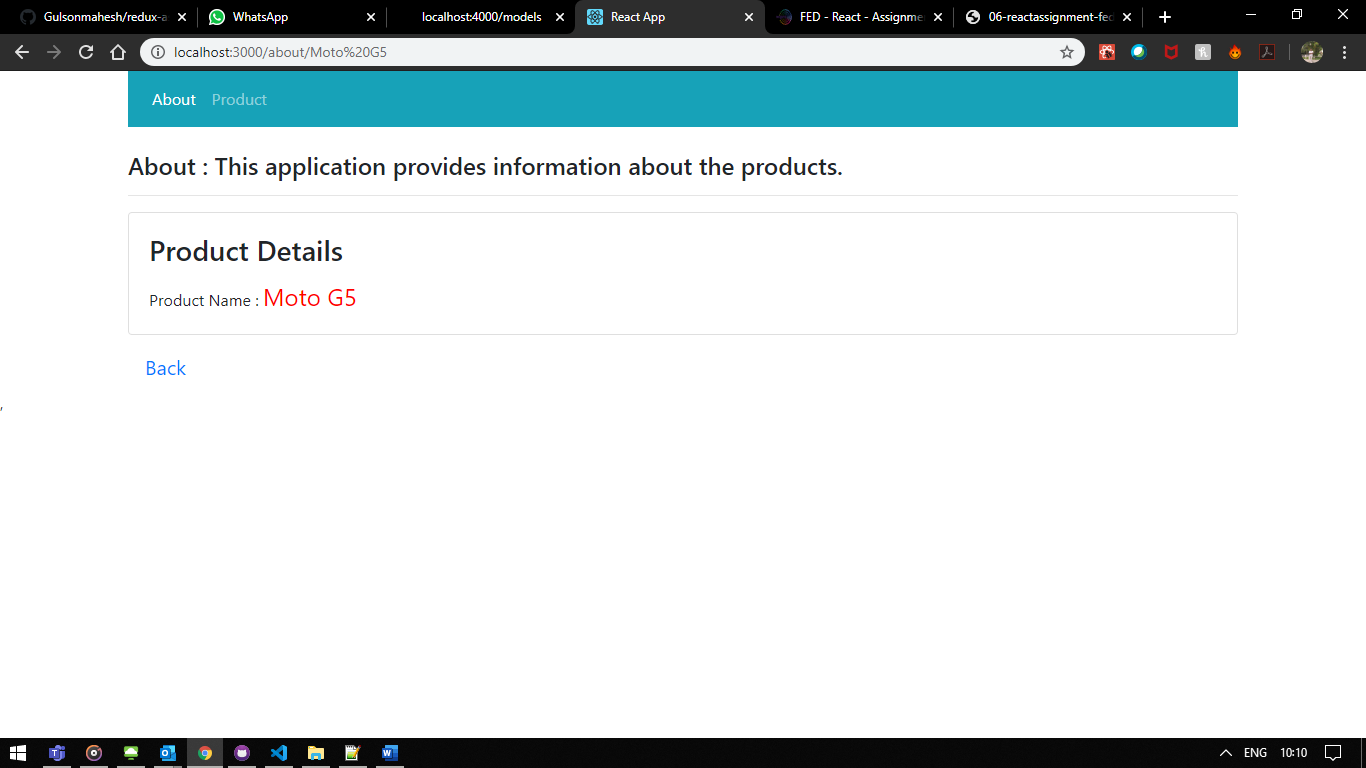 Gulsonmahesh/redux-a
WhatsApp
localhost:4000/models
React App
FED - React - Assignme
06-reactassignment-fed
localhost:3000/about/Moto%20G5
About Product
About : This application provides information about the products.
Product Details
Product Name : Moto G5
Back
,
ENG 10:10